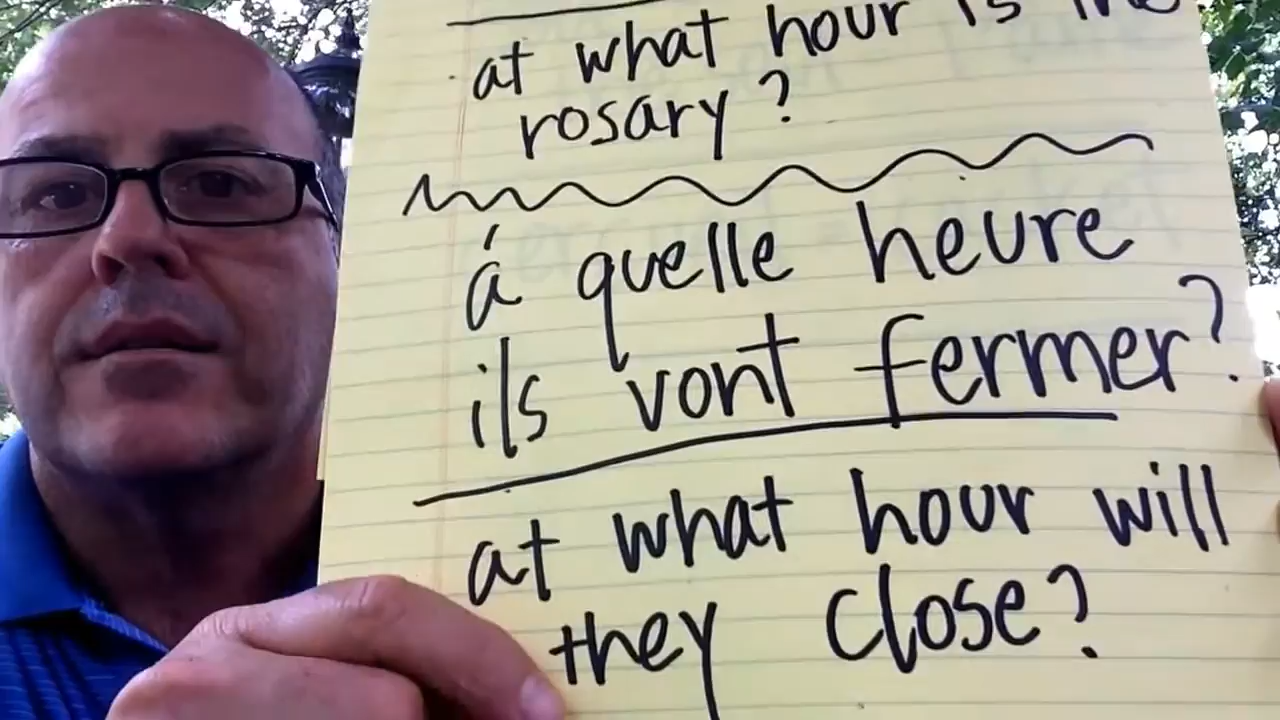 at what hour is the
rosary?
á quelle heure
ils vont fermer?
at what hour will
they close?